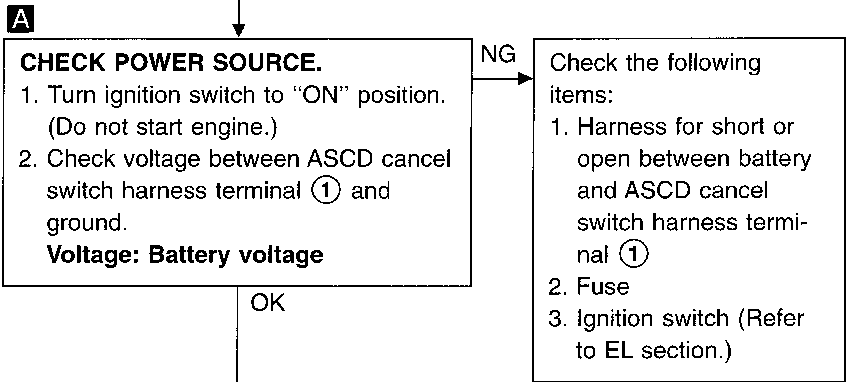 A
CHECK POWER SOURCE.
1. Turn ignition switch to “ON” position.
(Do not start engine.)
2. Check voltage between ASCD cancel
switch harness terminal ① and
ground.
Voltage: Battery voltage
OK
NG
Check the following
items:
1. Harness for short or
open between battery
and ASCD cancel
switch harness termi-
nal ①
2. Fuse
3. Ignition switch (Refer
to EL section.)